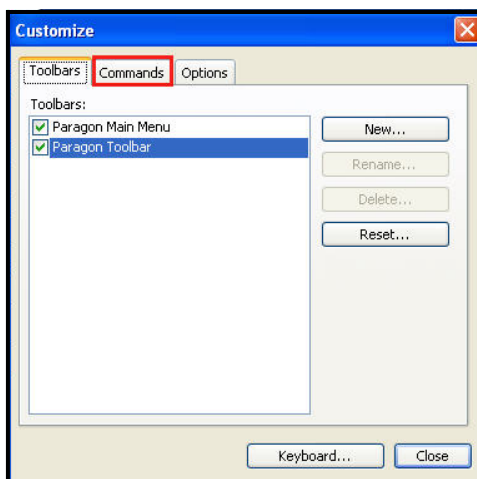 Customize
Toolbars Commands Options
Toolbars:
Paragon Main Menu
Paragon Toolbar
New...
Rename...
Delete...
Reset...
Keyboard... Close